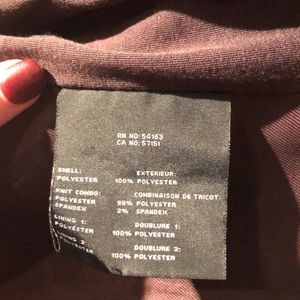 RN NO: 54163
CA NO: 57151
SHELL:
POLYESTER
KNIT COMBO:
POLYESTER
SPANDEX
LINING 1:
POLYESTER
EXTERIEUR:
100% POLYESTER
COMBINAISON DE TRICOT:
98% POLYESTER
2% SPANDEX
DOUBLURE 1:
100% POLYESTER
DOUBLURE 2:
100% POLYESTER